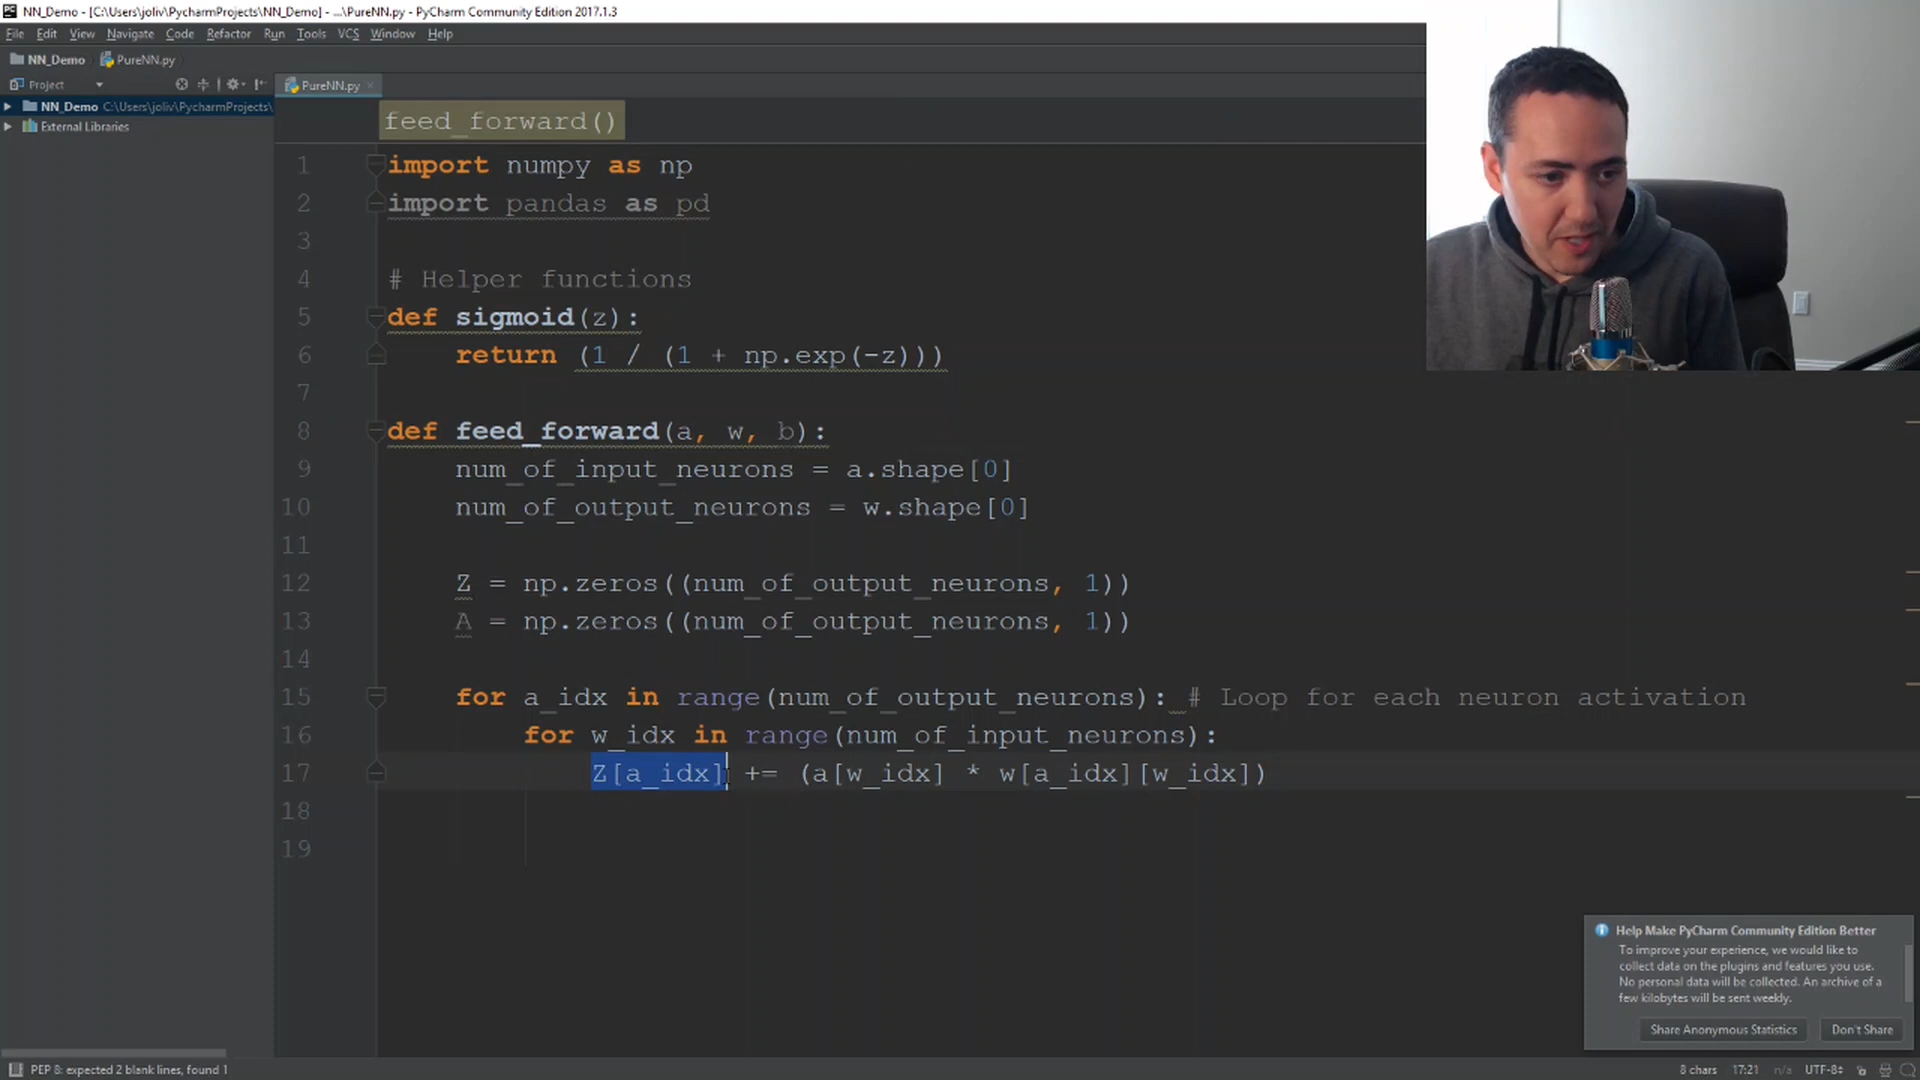 NN_Demo - [C:\Users\joliv\PycharmProjects\NN_Demo] - ...\PureNN.py - PyCharm Community Edition 2017.1.3
File Edit View Navigate Code Refactor Run Tools VCS Window Help
NN_Demo PureNN.py
Project
PureNN.py
NN_Demo C:\Users\joliv\PycharmProjects\
External Libraries
feed_forward()
1 import numpy as np
2 import pandas as pd
3
4 # Helper functions
5 def sigmoid(z):
6 return (1 / (1 + np.exp(-z)))
7
8 def feed_forward(a, w, b):
9 num_of_input_neurons = a.shape[0]
10 num_of_output_neurons = w.shape[0]
11
12 Z = np.zeros((num_of_output_neurons, 1))
13 A = np.zeros((num_of_output_neurons, 1))
14
15 for a_idx in range(num_of_output_neurons): # Loop for each neuron activation
16 for w_idx in range(num_of_input_neurons):
17 Z[a_idx] += (a[w_idx] * w[a_idx][w_idx])
18
19
Help Make PyCharm Community Edition Better
To improve your experience, we would like to
collect data on the plugins and features you use.
No personal data will be collected. An archive of a
few kilobytes will be sent weekly.
Share Anonymous Statistics Don't Share
PEP 8: expected 2 blank lines, found 1
8 chars 17:21 n/a UTF-8